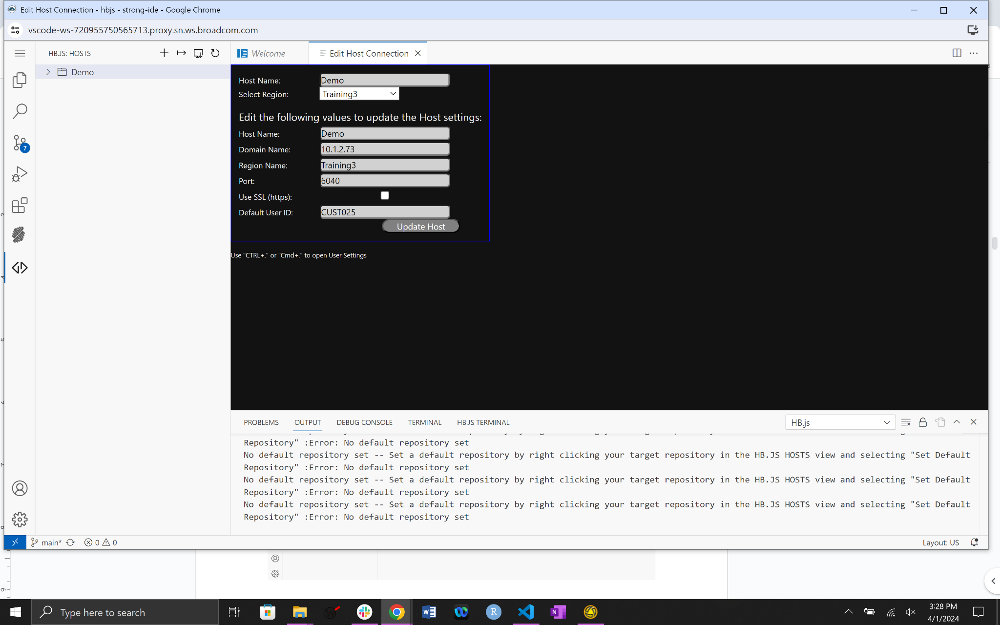 Edit Host Connection - hbjs - strong-ide - Google Chrome
vscode-ws-720955750565713.proxy.sn.ws.broadcom.com
HB.JS: HOSTS
Welcome
Edit Host Connection
Demo
Host Name:
Demo
Select Region:
Training3
Edit the following values to update the Host settings:
Host Name:
Demo
Domain Name:
10.1.2.73
Region Name:
Training3
Port:
6040
Use SSL (https):
Default User ID:
CUST025
Update Host
Use "CTRL+," or "Cmd+," to open User Settings
7
PROBLEMS
OUTPUT
DEBUG CONSOLE
TERMINAL
HB.JS TERMINAL
HB.js
Repository" :Error: No default repository set
No default repository set -- Set a default repository by right clicking your target repository in the HB.JS HOSTS view and selecting "Set Default
Repository" :Error: No default repository set
No default repository set -- Set a default repository by right clicking your target repository in the HB.JS HOSTS view and selecting "Set Default
Repository" :Error: No default repository set
No default repository set -- Set a default repository by right clicking your target repository in the HB.JS HOSTS view and selecting "Set Default
Repository" :Error: No default repository set
main*
0
0
Layout: US
Type here to search
3:28 PM
4/1/2024